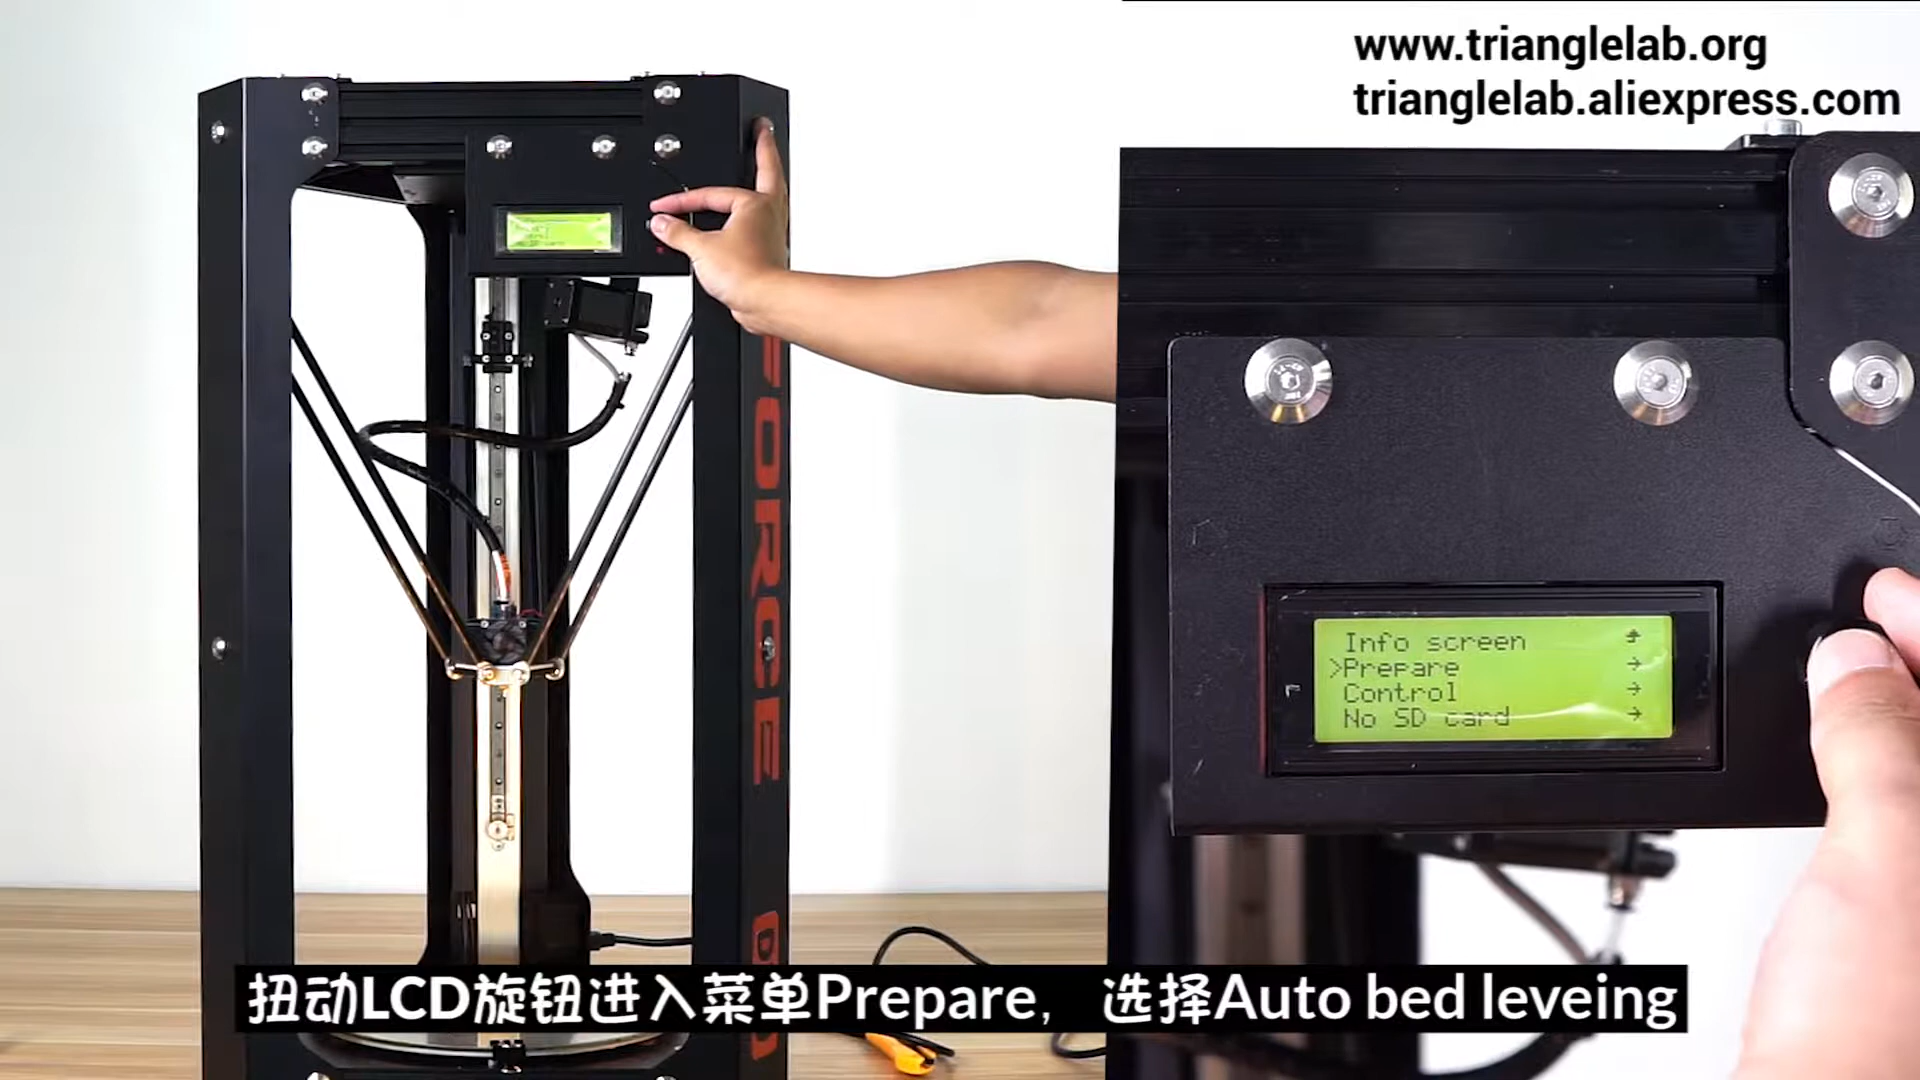 www.trianglelab.org
trianglelab.aliexpress.com
FORCE
Info screen
>Prepare
Control
No SD card
扭动LCD旋钮进入菜单Prepare, 选择Auto bed leveing